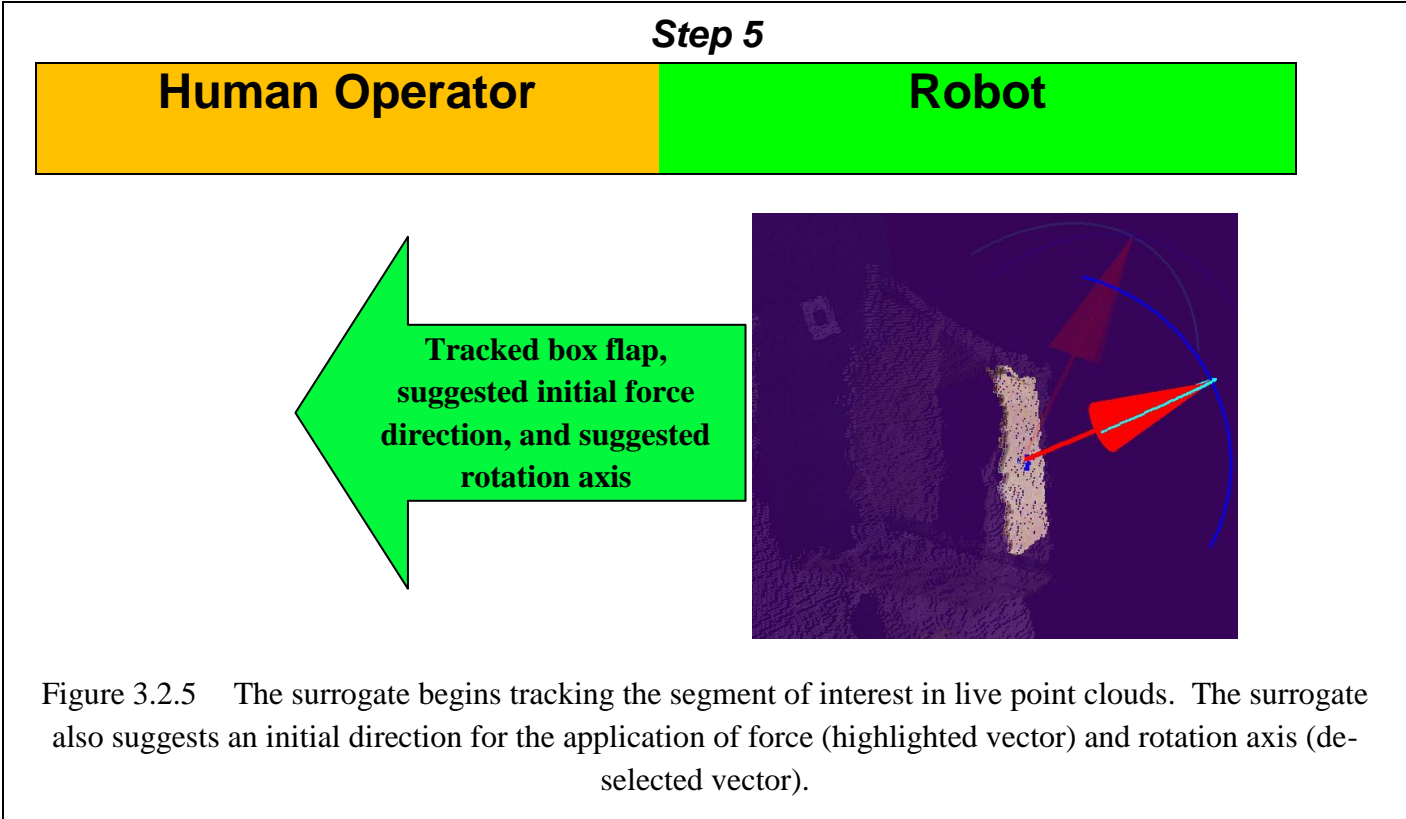 Step 5
Human Operator
Robot
Tracked box flap,
suggested initial force
direction, and suggested
rotation axis
Figure 3.2.5 The surrogate begins tracking the segment of interest in live point clouds. The surrogate
also suggests an initial direction for the application of force (highlighted vector) and rotation axis (de-
selected vector).